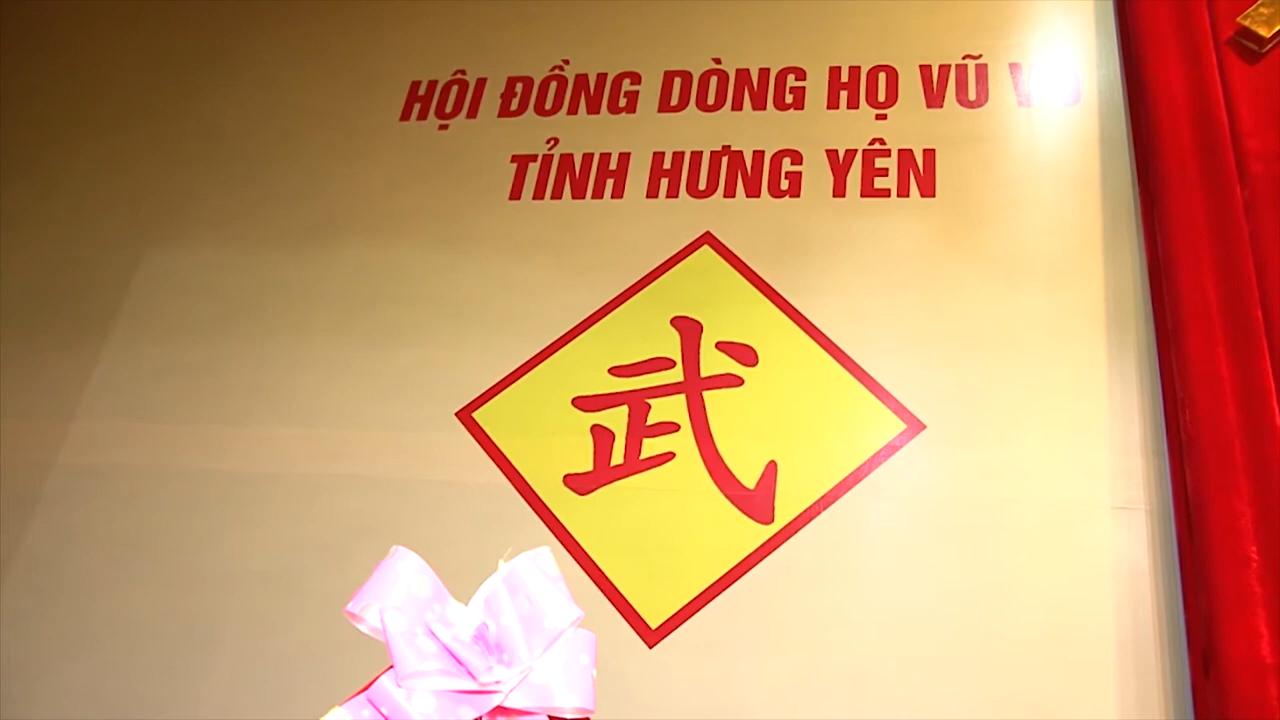 HỘI ĐỒNG DÒNG HỌ VŨ
TỈNH HƯNG YÊN
武